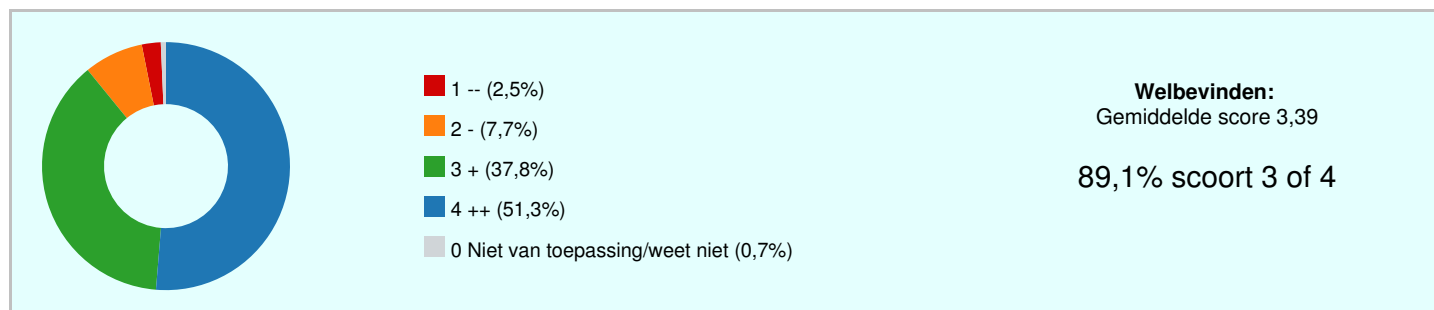 1 -- (2,5%)
2 - (7,7%)
3 + (37,8%)
4 ++ (51,3%)
0 Niet van toepassing/weet niet (0,7%)
Welbevinden:
Gemiddelde score 3,39
89,1% scoort 3 of 4